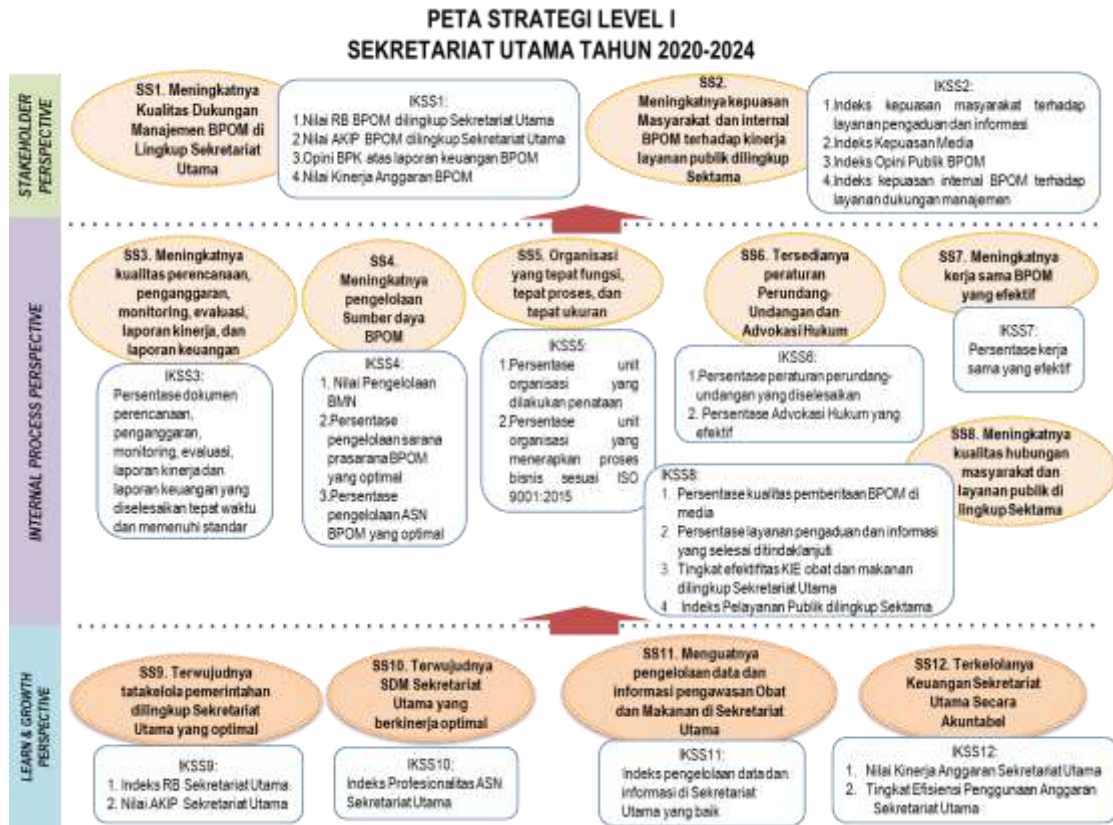 PETA STRATEGI LEVEL I
SEKRETARIAT UTAMA TAHUN 2020-2024
STAKEHOLDER
PERSPECTIVE
SS1. Meningkatnya
Kualitas Dukungan
Manajemen BPOM di
Lingkup Sekretariat
Utama
IKSS1:
1.Nilai RB BPOM dilingkup Sekretariat Utama
2.Nilai AKIP BPOM dilingkup Sekretariat Utama
3.Opini BPK atas laporan keuangan BPOM
4.Nilai Kinerja Anggaran BPOM
SS2.
Meningkatnya kepuasan
Masyarakat dan internal
BPOM terhadap kinerja
layanan publik dilingkup
Sektama
IKSS2:
1.Indeks kepuasan masyarakat terhadap
layanan pengaduan dan informasi
2.Indeks Kepuasan Media
3.Indeks Opini Publik BPOM
4.Indeks kepuasan internal BPOM terhadap
layanan dukungan manajemen
INTERNAL PROCESS PERSPECTIVE
SS3. Meningkatnya
kualitas perencanaan,
penganggaran,
monitoring, evaluasi,
laporan kinerja, dan
laporan keuangan
IKSS3:
Persentase dokumen
perencanaan,
penganggaran,
monitoring, evaluasi,
laporan kinerja dan
laporan keuangan yang
diselesaikan tepat waktu
dan memenuhi standar
SS4.
Meningkatnya
pengelolaan
Sumber daya
BPOM
IKSS4:
1. Nilai Pengelolaan
BMN
2.Persentase
pengelolaan sarana
prasarana BPOM
yang optimal
3.Persentase
pengelolaan ASN
BPOM yang optimal
SS5. Organisasi
yang tepat fungsi,
tepat proses, dan
tepat ukuran
IKSS5:
1.Persentase unit
organisasi yang
dilakukan penataan
2.Persentase unit
organisasi yang
menerapkan proses
bisnis sesuai ISO
9001:2015
SS6. Tersedianya
peraturan
Perundang-
Undangan dan
Advokasi Hukum
IKSS6:
1.Persentase peraturan perundang-
undangan yang diselesaikan
2. Persentase Advokasi Hukum yang
efektif
SS7. Meningkatnya
kerja sama BPOM
yang efektif
IKSS7:
Persentase kerja
sama yang efektif
SS8. Meningkatnya
kualitas hubungan
masyarakat dan
layanan publik di
lingkup Sektama
IKSS8:
1. Persentase kualitas pemberitaan BPOM di
media
2. Persentase layanan pengaduan dan informasi
yang selesai ditindaklanjuti
3. Tingkat efektifitas KIE obat dan makanan
dilingkup Sekretariat Utama
4. Indeks Pelayanan Publik dilingkup Sektama
LEARN & GROWTH
PERSPECTIVE
SS9. Terwujudnya
tatakelola pemerintahan
dilingkup Sekretariat
Utama yang optimal
IKSS9:
1. Indeks RB Sekretariat Utama
2. Nilai AKIP Sekretariat Utama
SS10. Terwujudnya
SDM Sekretariat
Utama yang
berkinerja optimal
IKSS10:
Indeks Profesionalitas ASN
Sekretariat Utama
SS11. Menguatnya
pengelolaan data dan
informasi pengawasan Obat
dan Makanan di Sekretariat
Utama
IKSS11:
Indeks pengelolaan data dan
informasi di Sekretariat
Utama yang baik
SS12. Terkelolanya
Keuangan Sekretariat
Utama Secara
Akuntabel
IKSS12:
1. Nilai Kinerja Anggaran Sekretariat Utama
2. Tingkat Efisiensi Penggunaan Anggaran
Sekretariat Utama